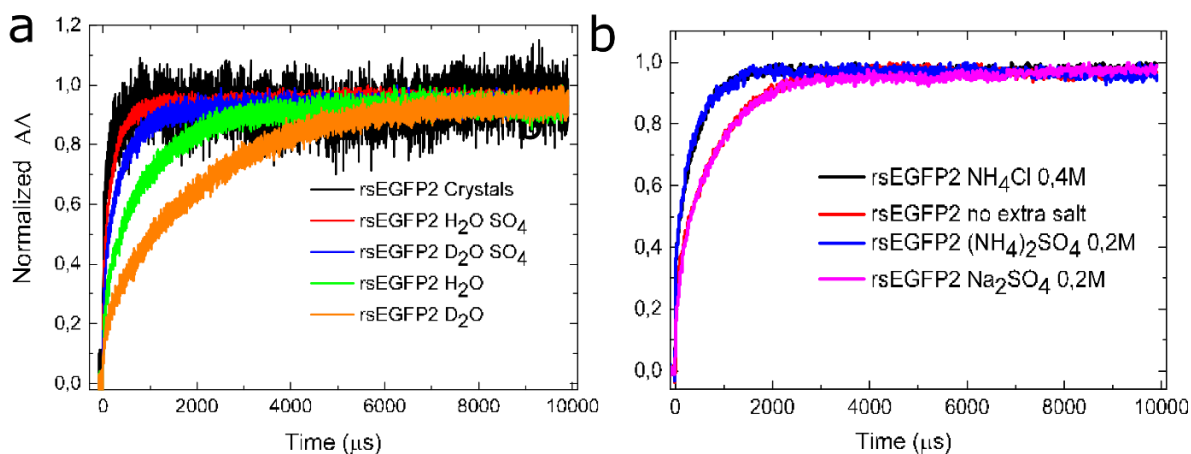 a
Normalized ΛΛ
1,2
1,0
0,8
0,6
0,4
0,2
0,0
rsEGFP2 Crystals
rsEGFP2 H2O SO4
rsEGFP2 D2O SO4
rsEGFP2 H2O
rsEGFP2 D2O
0 2000 4000 6000 8000 10000
Time (μs)
b
1,0
0,8
0,6
0,4
0,2
0,0
rsEGFP2 NH4Cl 0,4M
rsEGFP2 no extra salt
rsEGFP2 (NH4)2SO4 0,2M
rsEGFP2 Na2SO4 0,2M
0 2000 4000 6000 8000 10000
Time (μs)